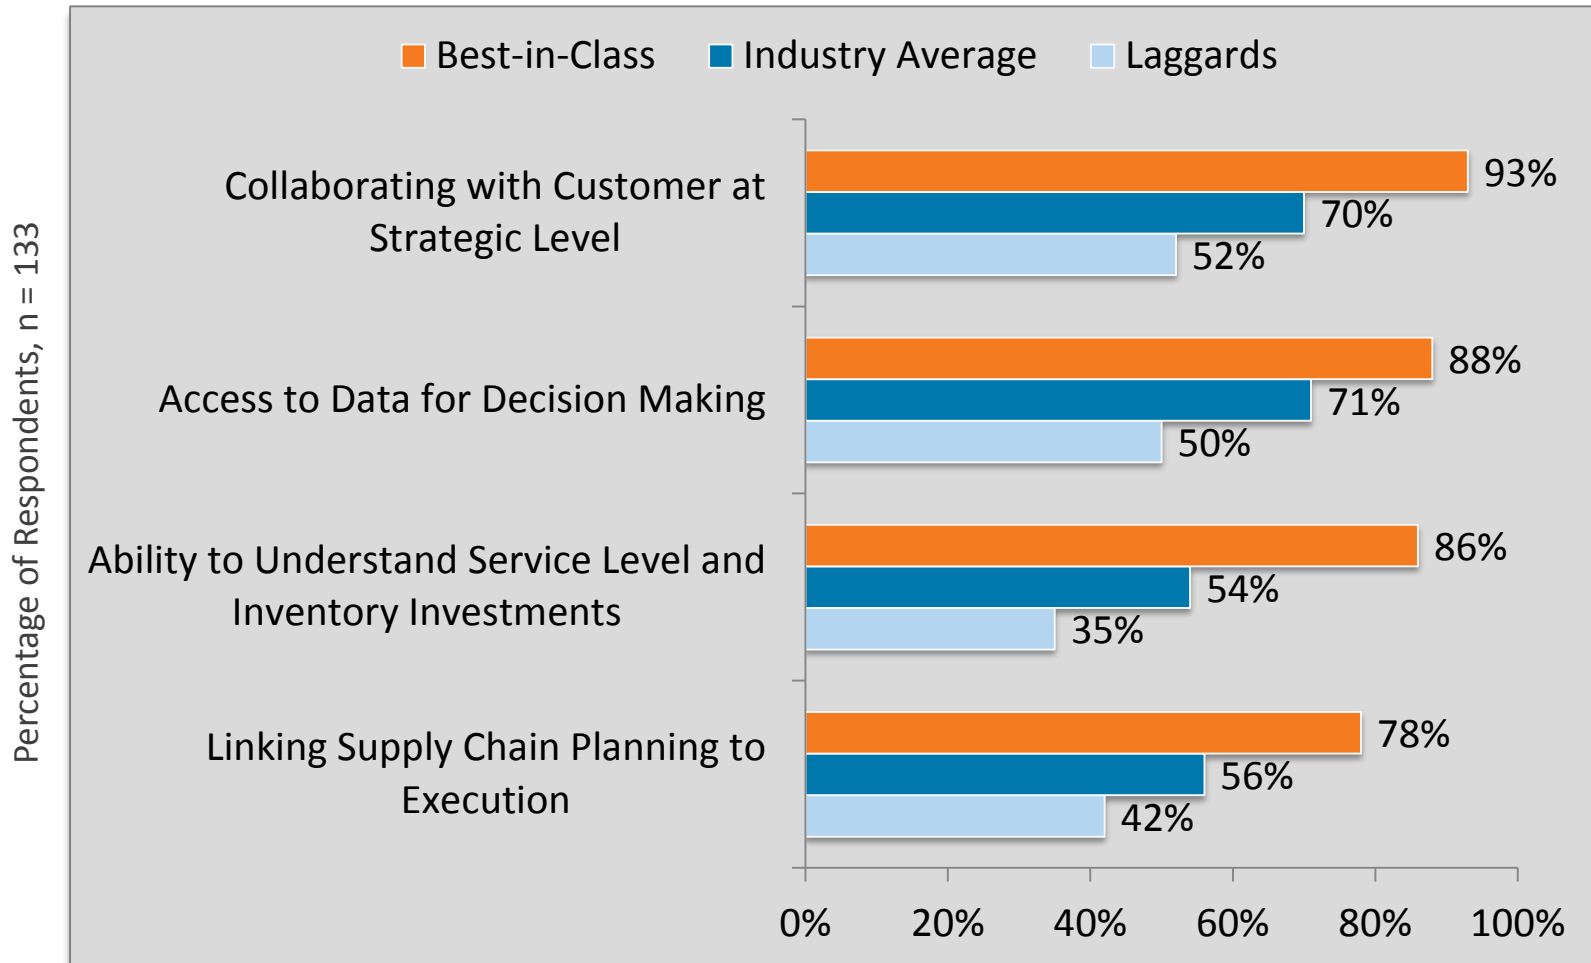 Best-in-Class Industry Average Laggards
Percentage of Respondents, n = 133
Collaborating with Customer at
Strategic Level
93%
70%
52%
Access to Data for Decision Making
88%
71%
50%
Ability to Understand Service Level and
Inventory Investments
86%
54%
35%
Linking Supply Chain Planning to
Execution
78%
56%
42%
0% 20% 40% 60% 80% 100%